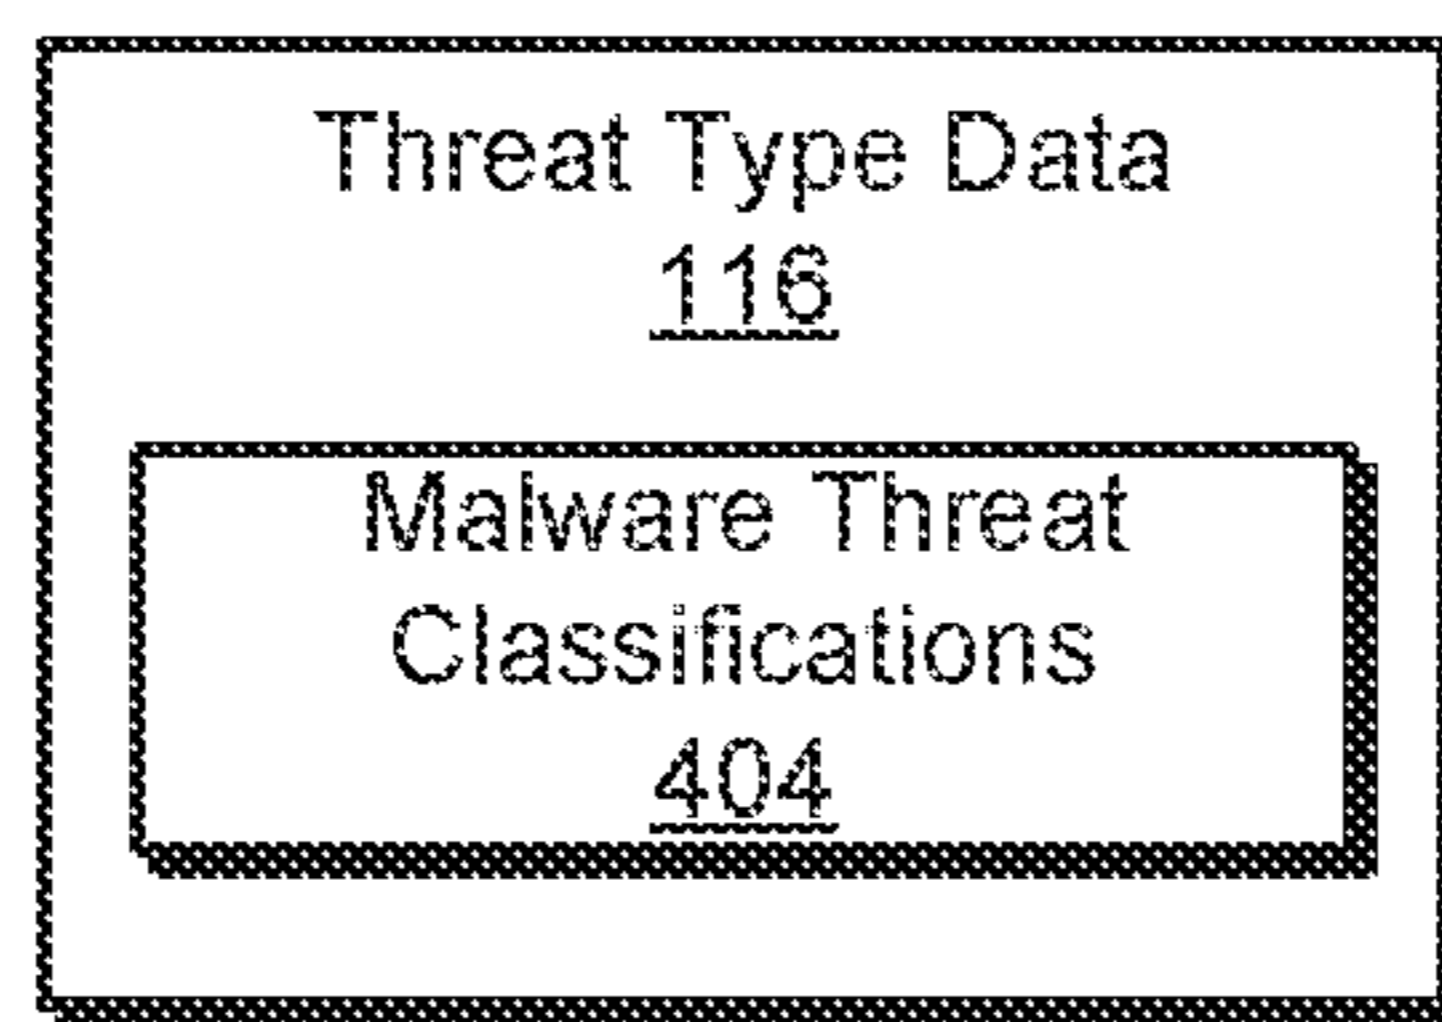 Threat Type Data
116
Malware Threat
Classifications
404